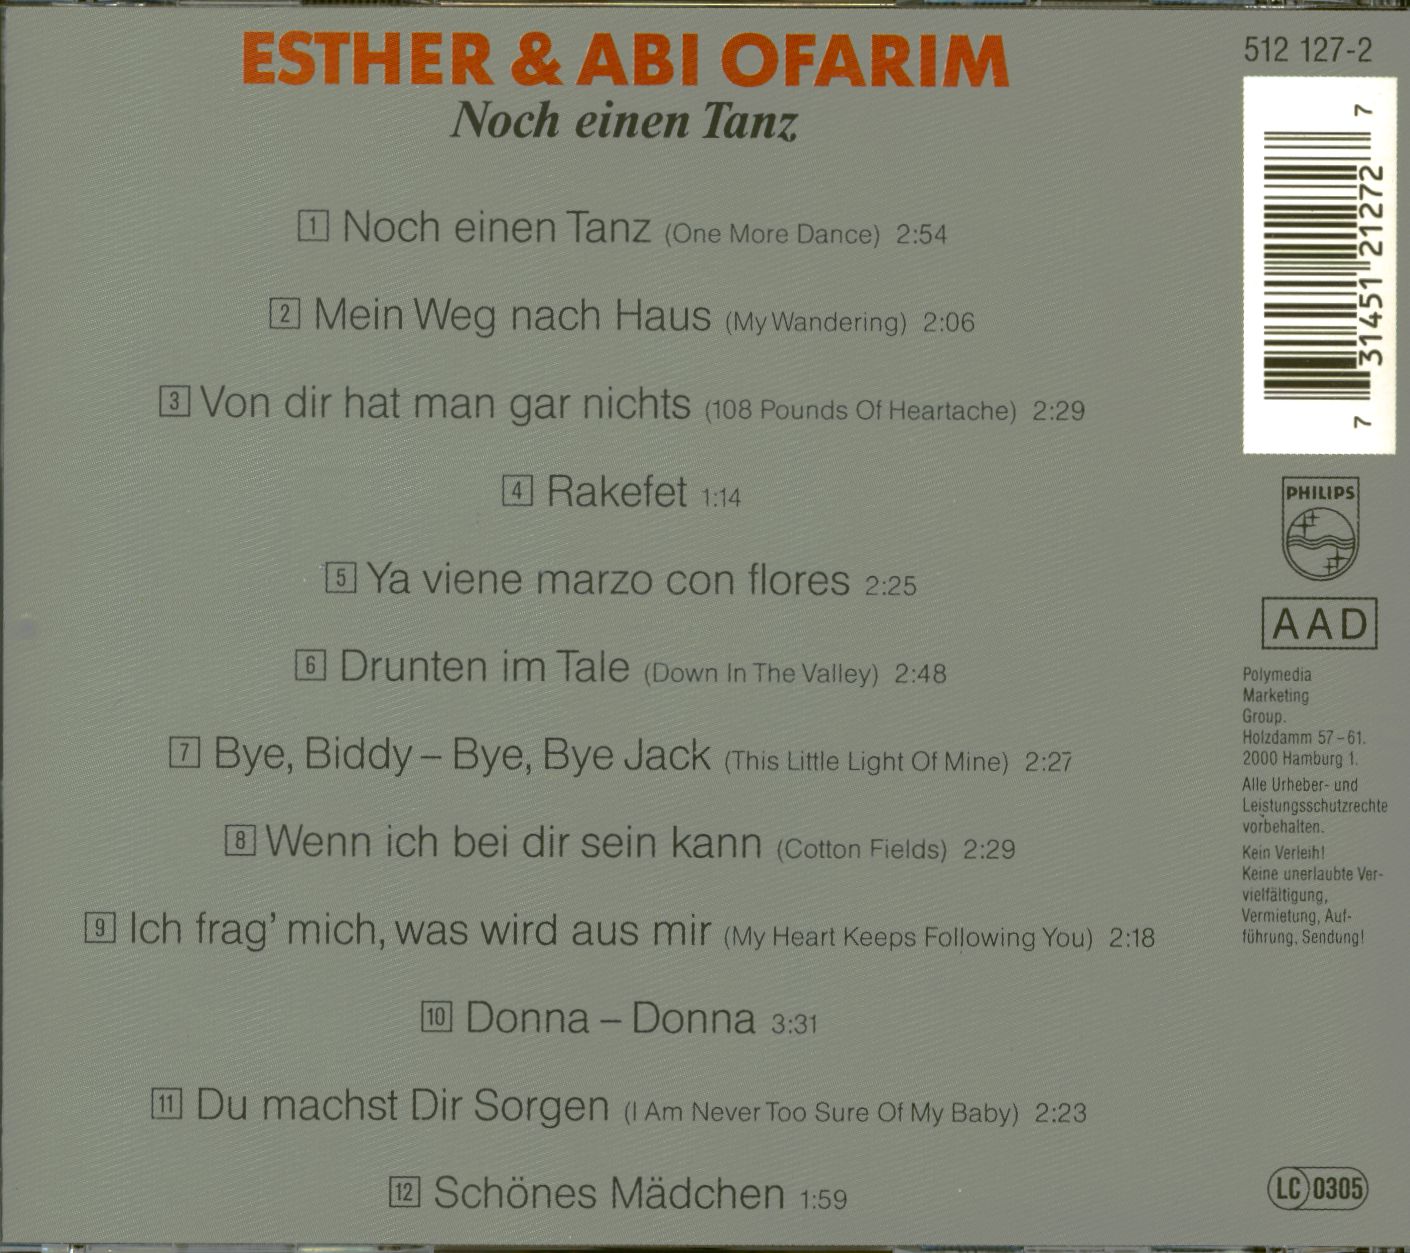 ESTHER & ABI OFARIM
Noch einen Tanz
1 Noch einen Tanz (One More Dance) 2:54
2 Mein Weg nach Haus (My Wandering) 2:06
3 Von dir hat man gar nichts (108 Pounds Of Heartache) 2:29
4 Rakefet 1:14
5 Ya viene marzo con flores 2:25
6 Drunten im Tale (Down In The Valley) 2:48
7 Bye, Biddy – Bye, Bye Jack (This Little Light Of Mine) 2:27
8 Wenn ich bei dir sein kann (Cotton Fields) 2:29
9 Ich frag' mich, was wird aus mir (My Heart Keeps Following You) 2:18
10 Donna – Donna 3:31
11 Du machst Dir Sorgen (I Am Never Too Sure Of My Baby) 2:23
12 Schönes Mädchen 1:59
512 127-2
7 31451 21272 7
PHILIPS
AAD
Polymedia
Marketing
Group.
Holzdamm 57–61.
2000 Hamburg 1.
Alle Urheber- und
Leistungsschutzrechte
vorbehalten.
Kein Verleih!
Keine unerlaubte Ver-
vielfältigung,
Vermietung, Auf-
führung, Sendung!
LC 0305